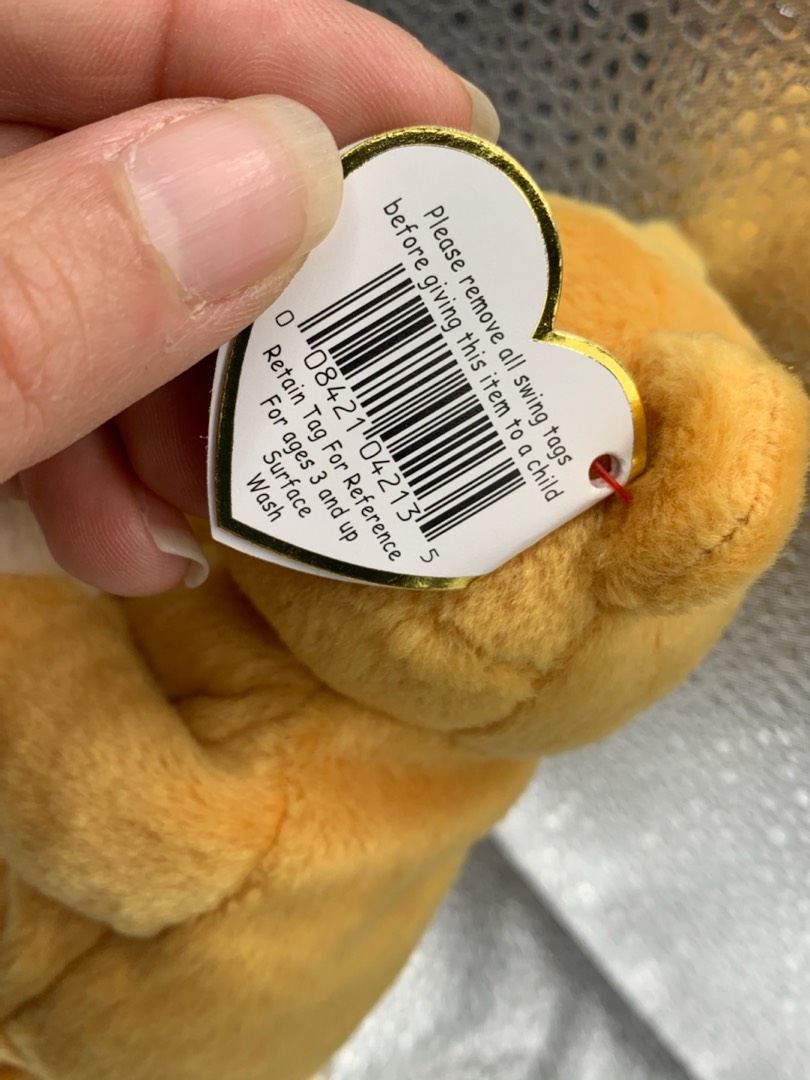 Please remove all swing tags
before giving this item to a child
0 08421 04213 5
Retain Tag For Reference
For ages 3 and up
Surface
Wash